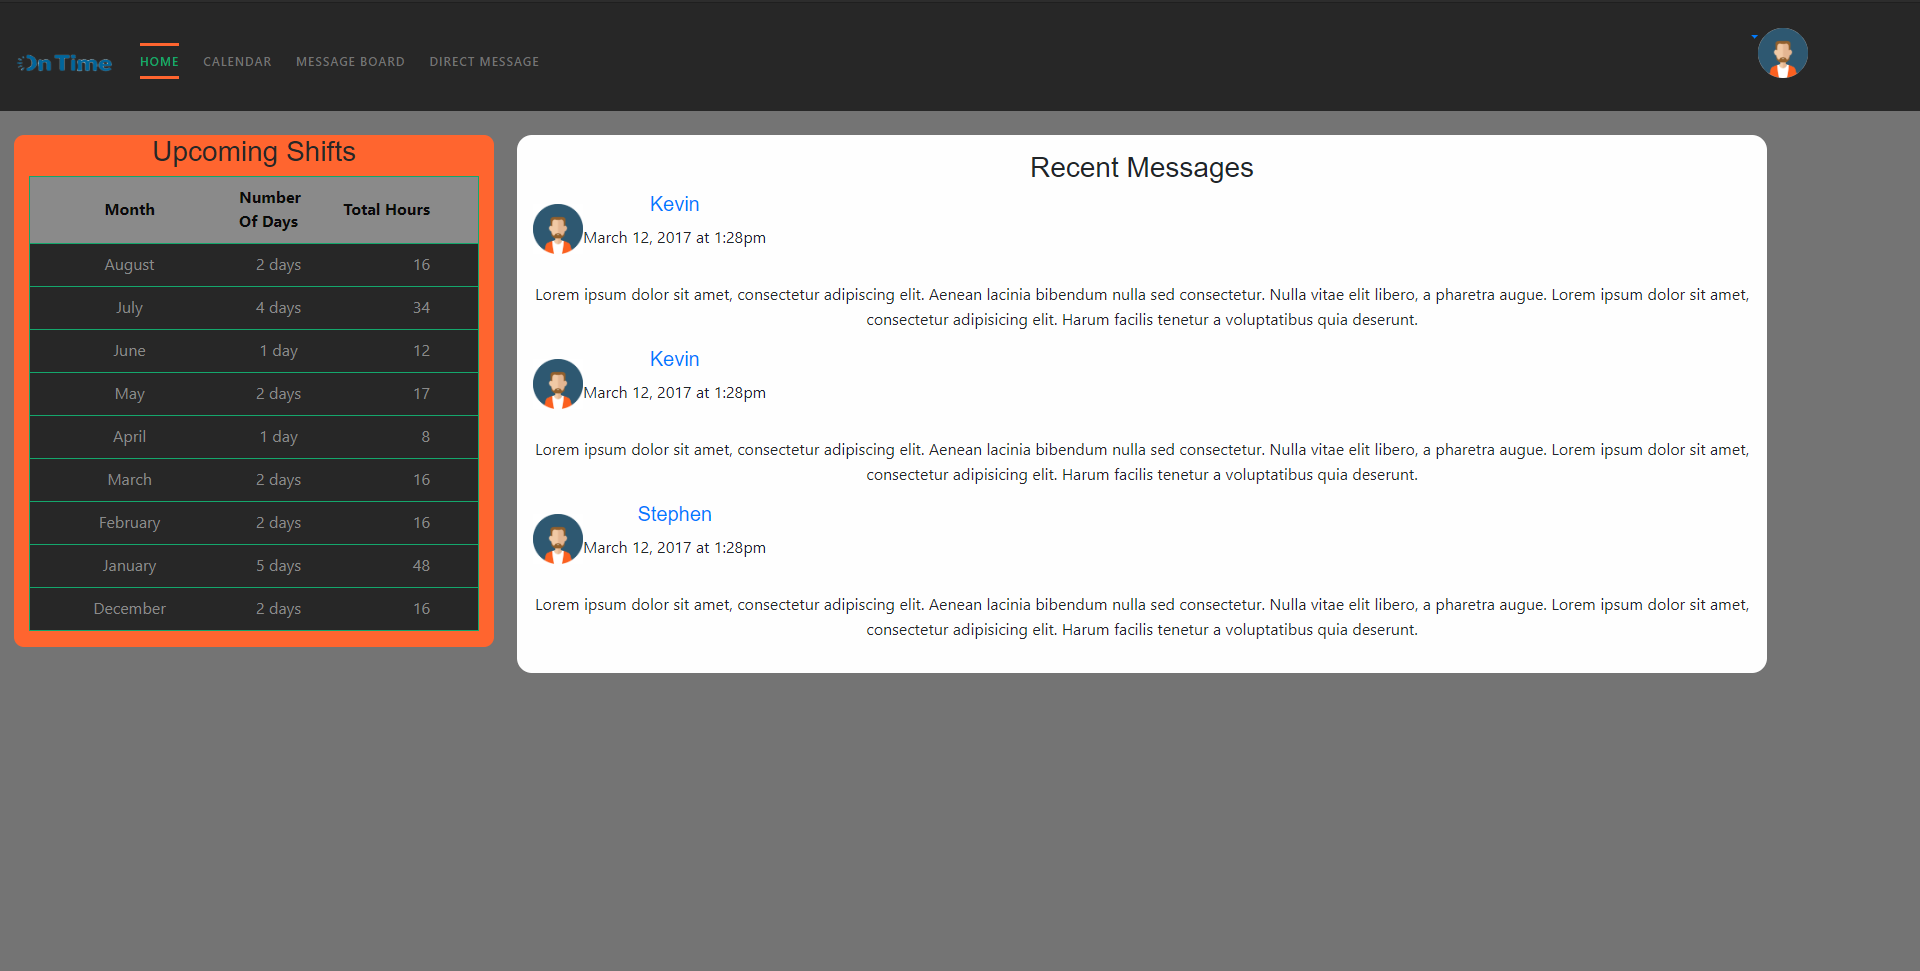 On Time
HOME CALENDAR MESSAGE BOARD DIRECT MESSAGE
Upcoming Shifts
Month Number Of Days Total Hours
August 2 days 16
July 4 days 34
June 1 day 12
May 2 days 17
April 1 day 8
March 2 days 16
February 2 days 16
January 5 days 48
December 2 days 16
Recent Messages
Kevin
March 12, 2017 at 1:28pm
Lorem ipsum dolor sit amet, consectetur adipiscing elit. Aenean lacinia bibendum nulla sed consectetur. Nulla vitae elit libero, a pharetra augue. Lorem ipsum dolor sit amet,
consectetur adipisicing elit. Harum facilis tenetur a voluptatibus quia deserunt.
Kevin
March 12, 2017 at 1:28pm
Lorem ipsum dolor sit amet, consectetur adipiscing elit. Aenean lacinia bibendum nulla sed consectetur. Nulla vitae elit libero, a pharetra augue. Lorem ipsum dolor sit amet,
consectetur adipisicing elit. Harum facilis tenetur a voluptatibus quia deserunt.
Stephen
March 12, 2017 at 1:28pm
Lorem ipsum dolor sit amet, consectetur adipiscing elit. Aenean lacinia bibendum nulla sed consectetur. Nulla vitae elit libero, a pharetra augue. Lorem ipsum dolor sit amet,
consectetur adipisicing elit. Harum facilis tenetur a voluptatibus quia deserunt.